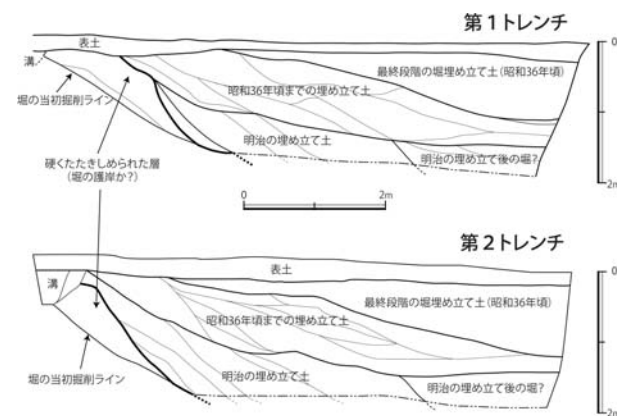 第1トレンチ
表土
溝
最終段階の堀埋め立て土(昭和36年頃)
昭和36年頃までの埋め立て土
堀の当初掘削ライン
明治の埋め立て土
明治の埋め立て後の堀?
硬くたたきしめられた層
(堀の護岸か?)
0
2m
0
2m
第2トレンチ
表土
溝
最終段階の堀埋め立て土(昭和36年頃)
昭和36年頃までの埋め立て土
堀の当初掘削ライン
明治の埋め立て土
明治の埋め立て後の堀?
0
2m